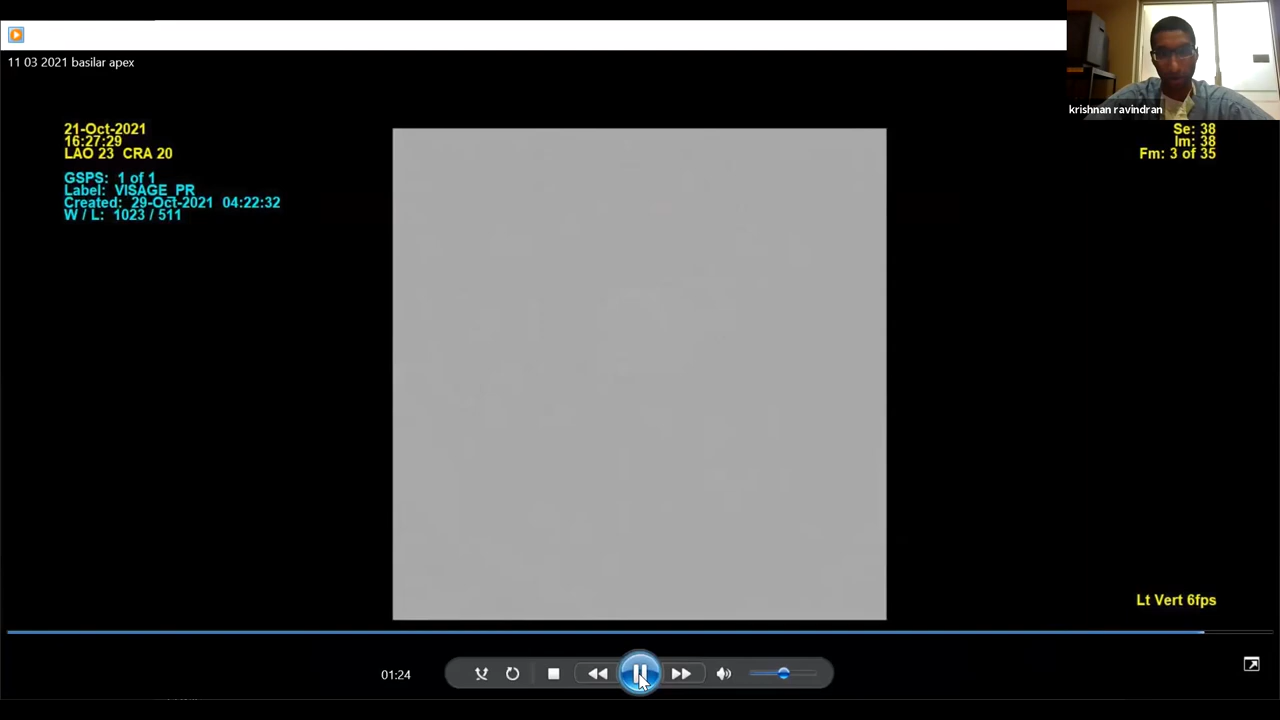 krishnan ravindran
11 03 2021 basilar apex
21-Oct-2021
16:27:29
LAO 23 CRA 20
GSPS: 1 of 1
Label: VISAGE_PR
Created: 29-Oct-2021 04:22:32
W / L: 1023 / 511
Se: 38
Im: 38
Fm: 3 of 35
Lt Vert 6fps
01:24